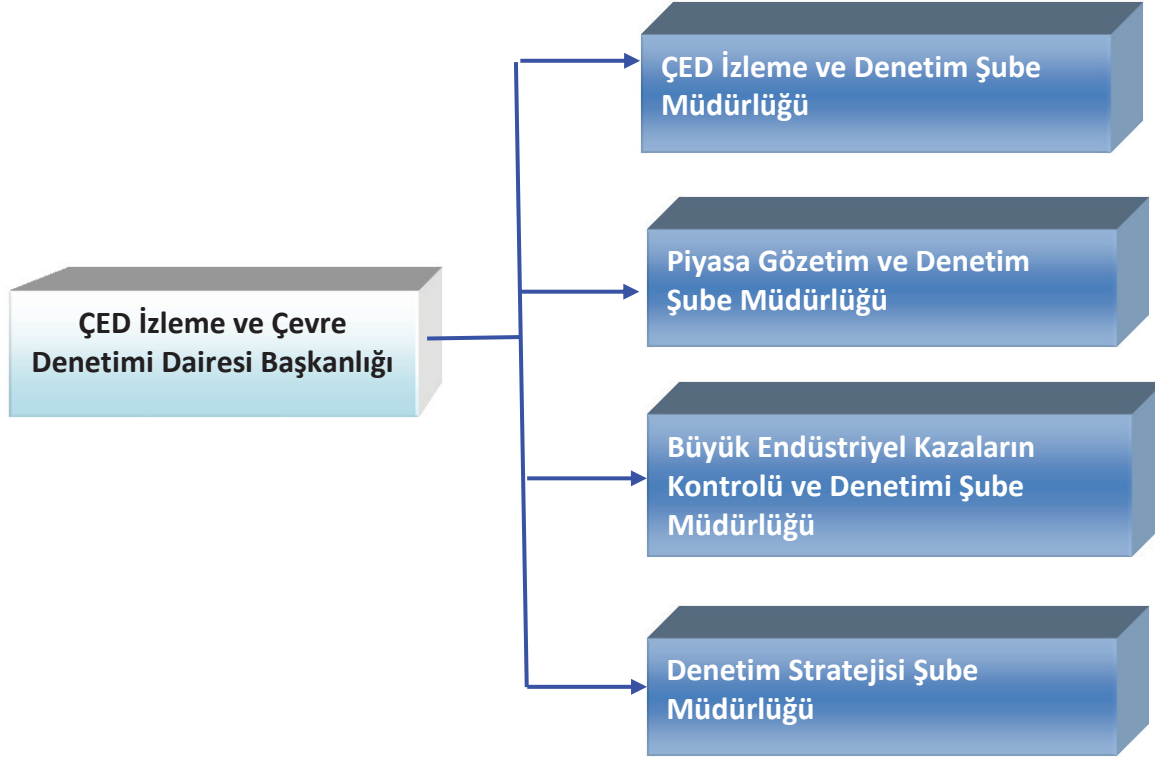 ÇED İzleme ve Çevre
Denetimi Dairesi Başkanlığı
ÇED İzleme ve Denetim Şube
Müdürlüğü
Piyasa Gözetim ve Denetim
Şube Müdürlüğü
Büyük Endüstriyel Kazaların
Kontrolü ve Denetimi Şube
Müdürlüğü
Denetim Stratejisi Şube
Müdürlüğü